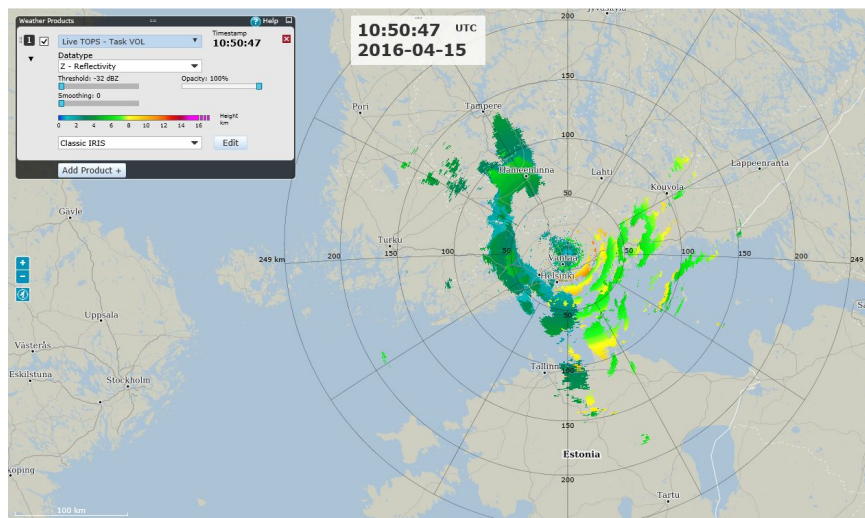 Weather Products
Help
1
Live TOPS - Task VOL
Timestamp
10:50:47
Datatype
Z - Reflectivity
Threshold: -32 dBZ
Opacity: 100%
Smoothing: 0
0 2 4 6 8 10 12 14 16
Height
km
Classic IRIS
Edit
Add Product +
10:50:47 UTC
2016-04-15
200
Jyväskylä
150
Pori
Tampere
100
Lappeenranta
Hämeenlinna
Lahti
Kouvola
50
Gävle
Turku
249 km
200
150
100
50
Vantaa
50
100
150
200
249 km
Helsinki
+
−
Uppsala
50
Västerås
Tallinn
100
Eskilstuna
Stockholm
150
Estonia
200
Tartu
100 km